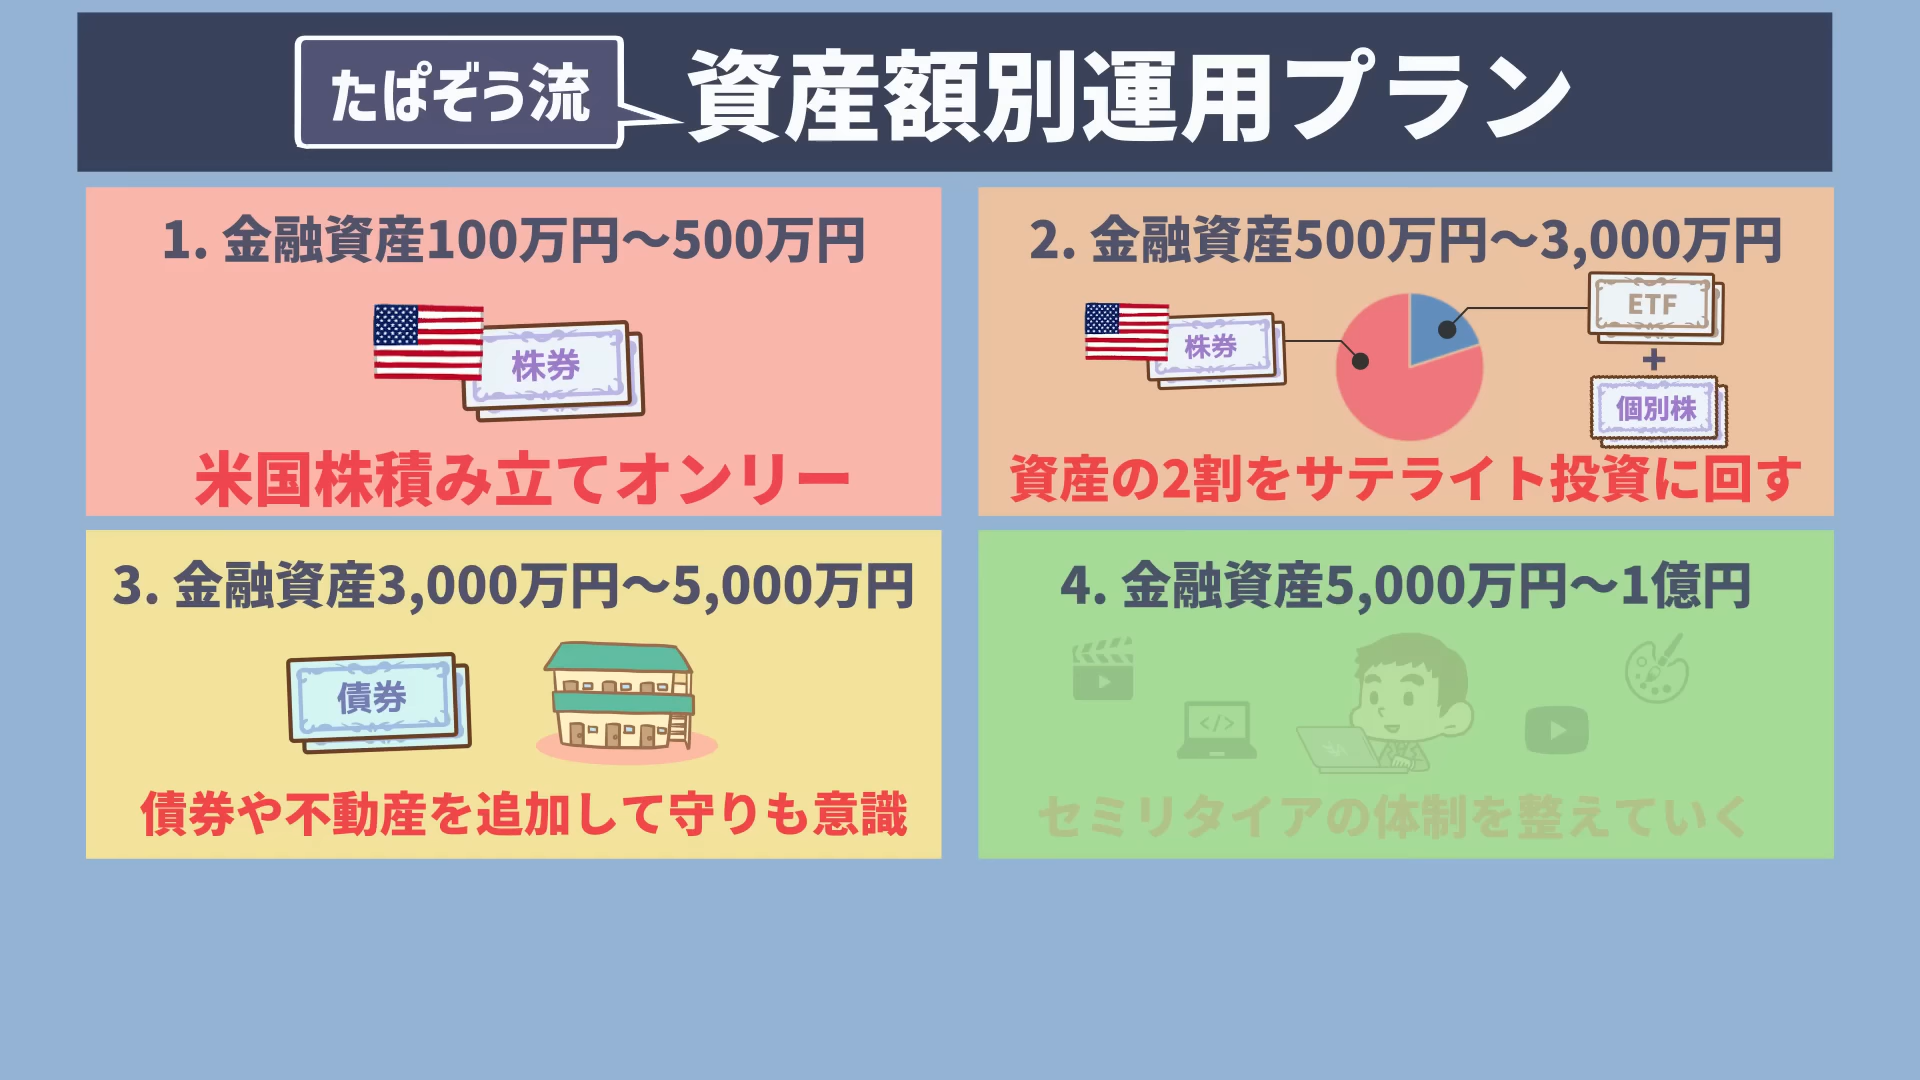 たぱぞう流
資産額別運用プラン
1. 金融資産100万円〜500万円
株券
米国株積み立てオンリー
2. 金融資産500万円〜3,000万円
株券
ETF
+
個別株
資産の2割をサテライト投資に回す
3. 金融資産3,000万円〜5,000万円
債券
債券や不動産を追加して守りも意識
4. 金融資産5,000万円〜1億円
</>
セミリタイアの体制を整えていく